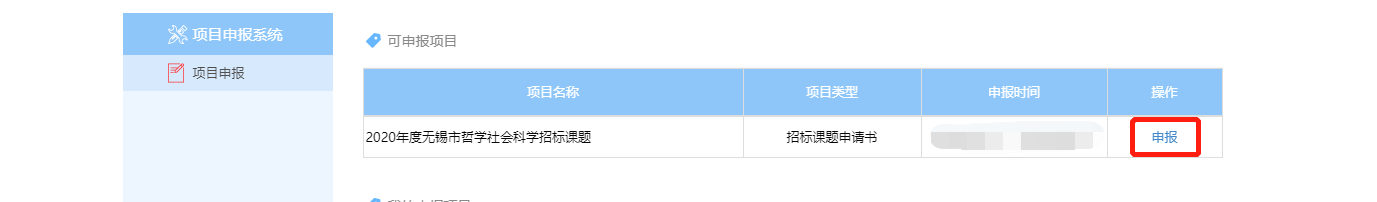 项目申报系统
项目申报
可申报项目
项目名称 项目类型 申报时间 操作
2020年度无锡市哲学社会科学招标课题 招标课题申请书 申报